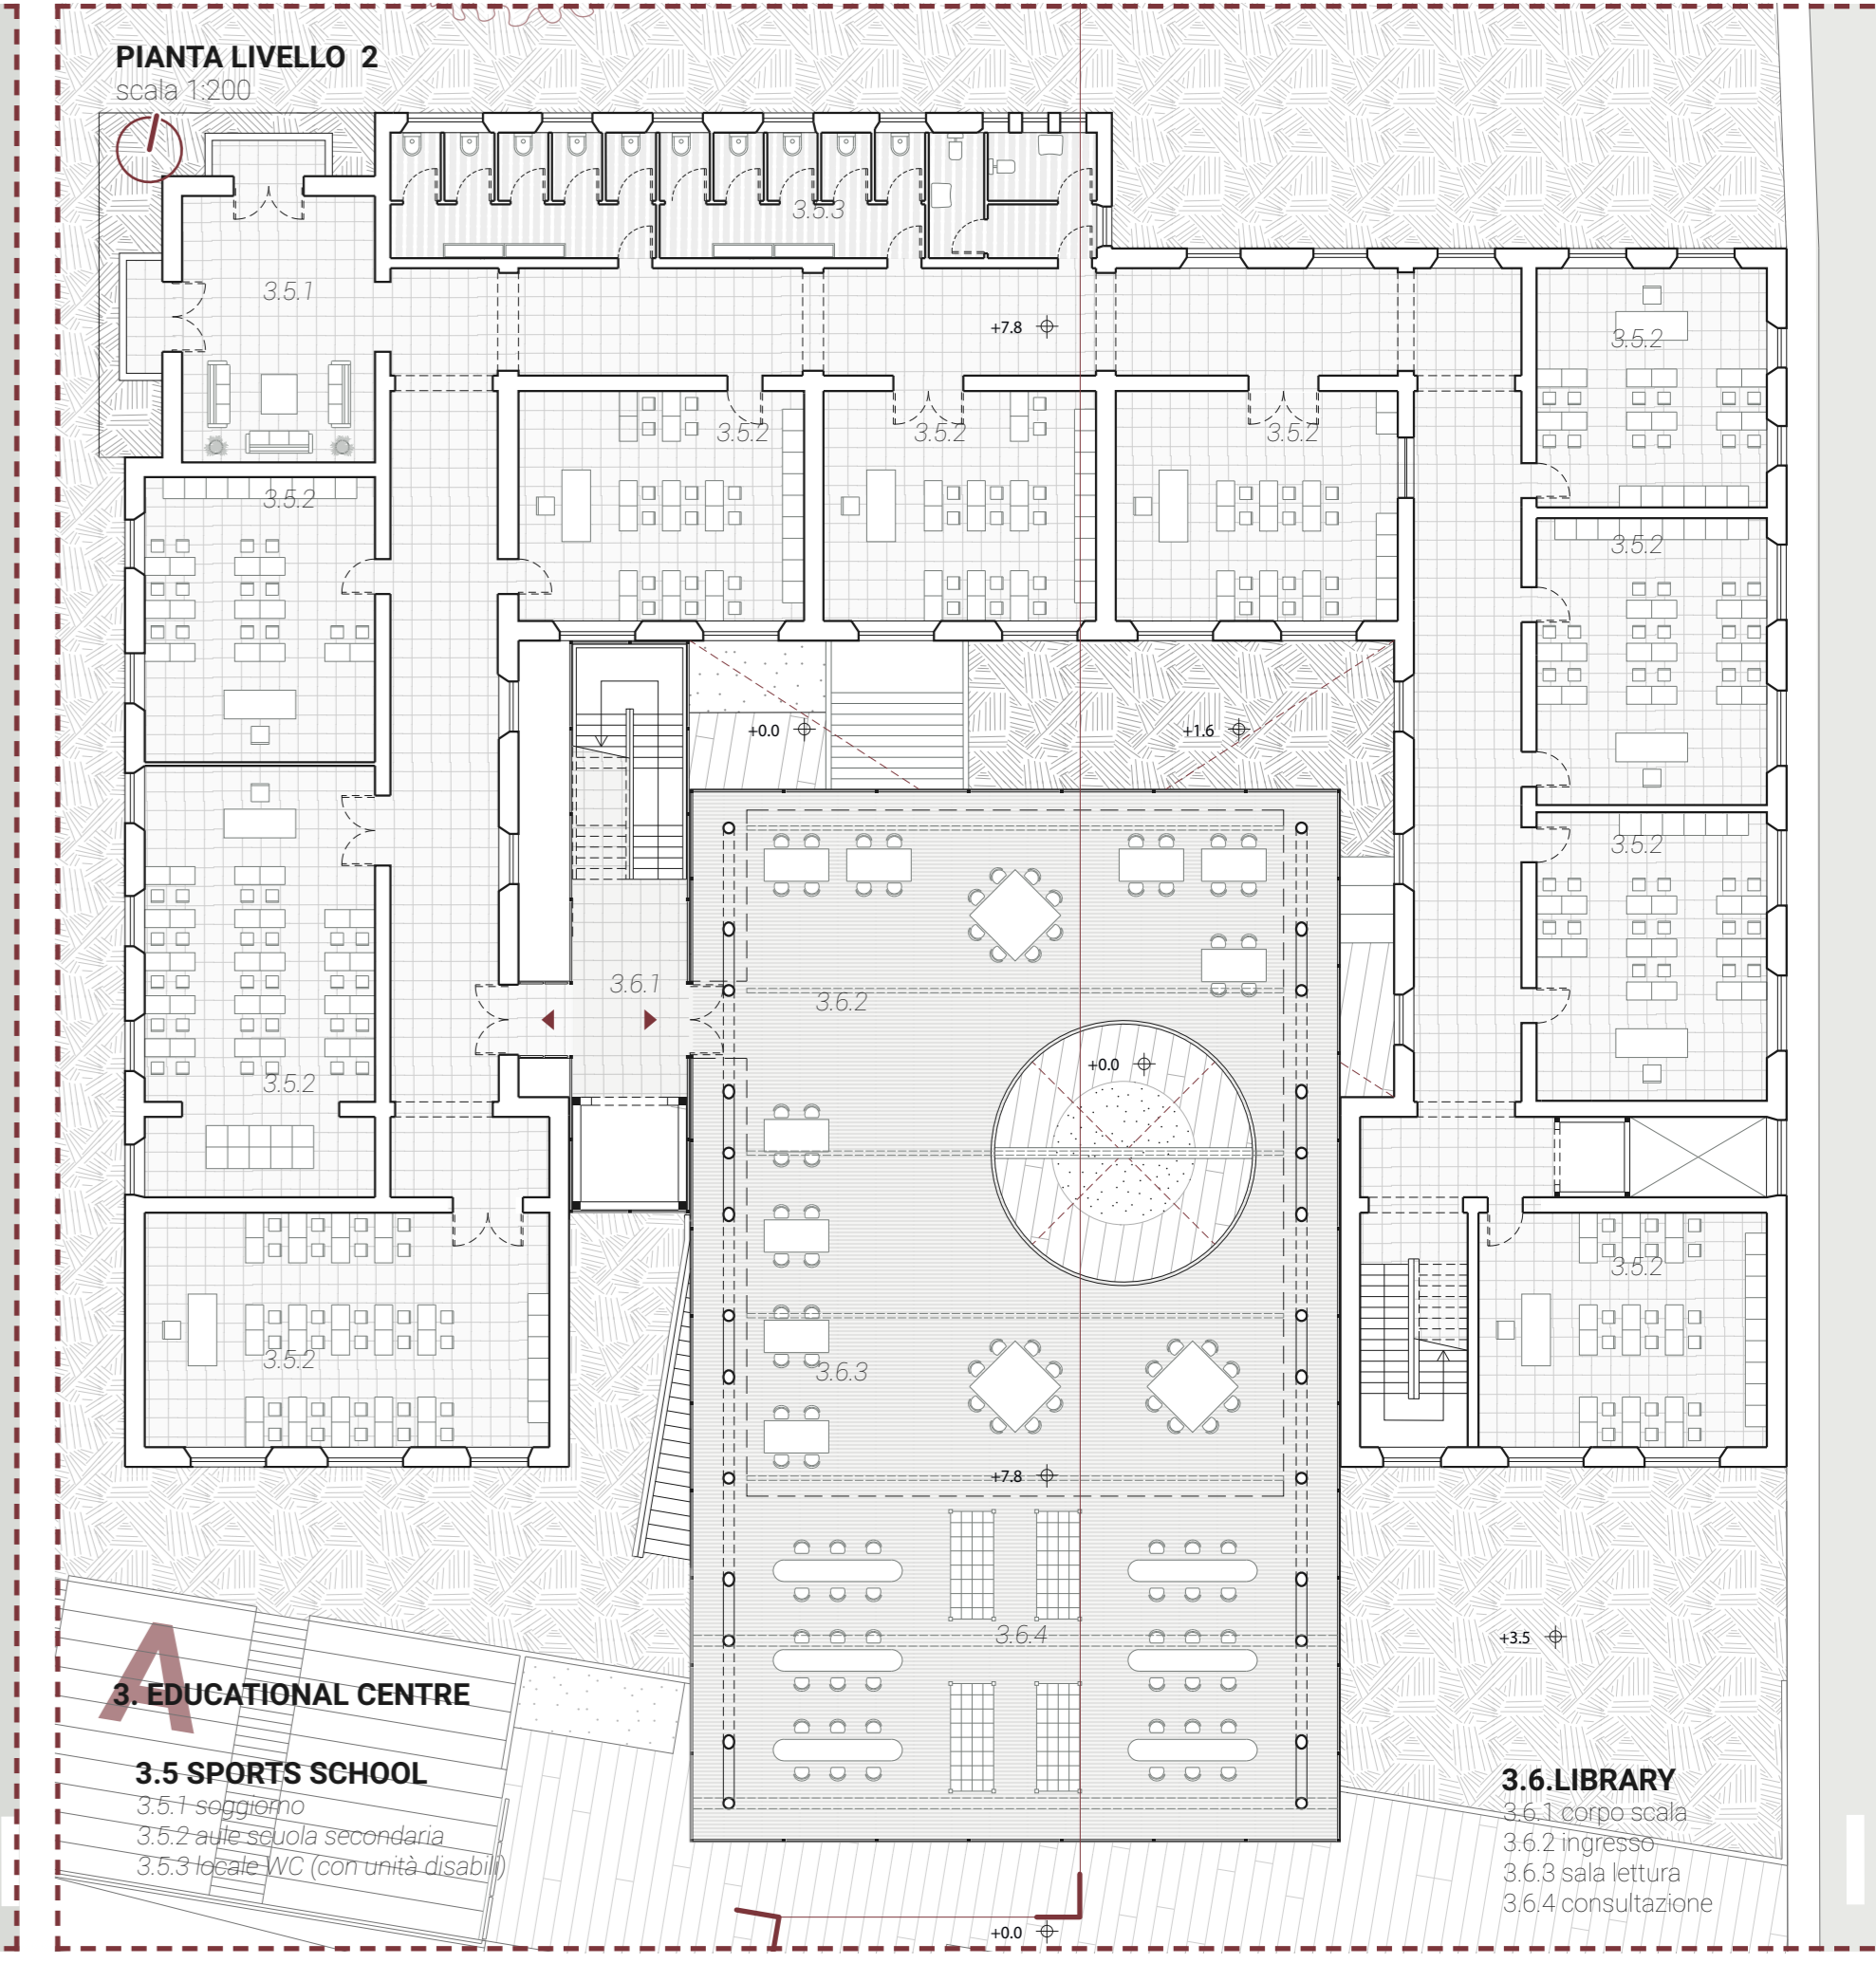 PIANTA LIVELLO 2
scala 1:200
3.5.3
3.5.1
+7.8
3.5.2
3.5.2
3.5.2
3.5.2
3.5.2
3.5.2
+0.0
+1.6
3.5.2
3.6.1
3.6.2
+0.0
3.5.2
3.5.2
3.5.2
3.6.3
+7.8
3.6.4
+3.5
A
3. EDUCATIONAL CENTRE
3.5 SPORTS SCHOOL
3.5.1 soggiorno
3.5.2 aule scuola secondaria
3.5.3 locale WC (con unità disabili)
3.6.LIBRARY
3.6.1 corpo scala
3.6.2 ingresso
3.6.3 sala lettura
3.6.4 consultazione
+0.0